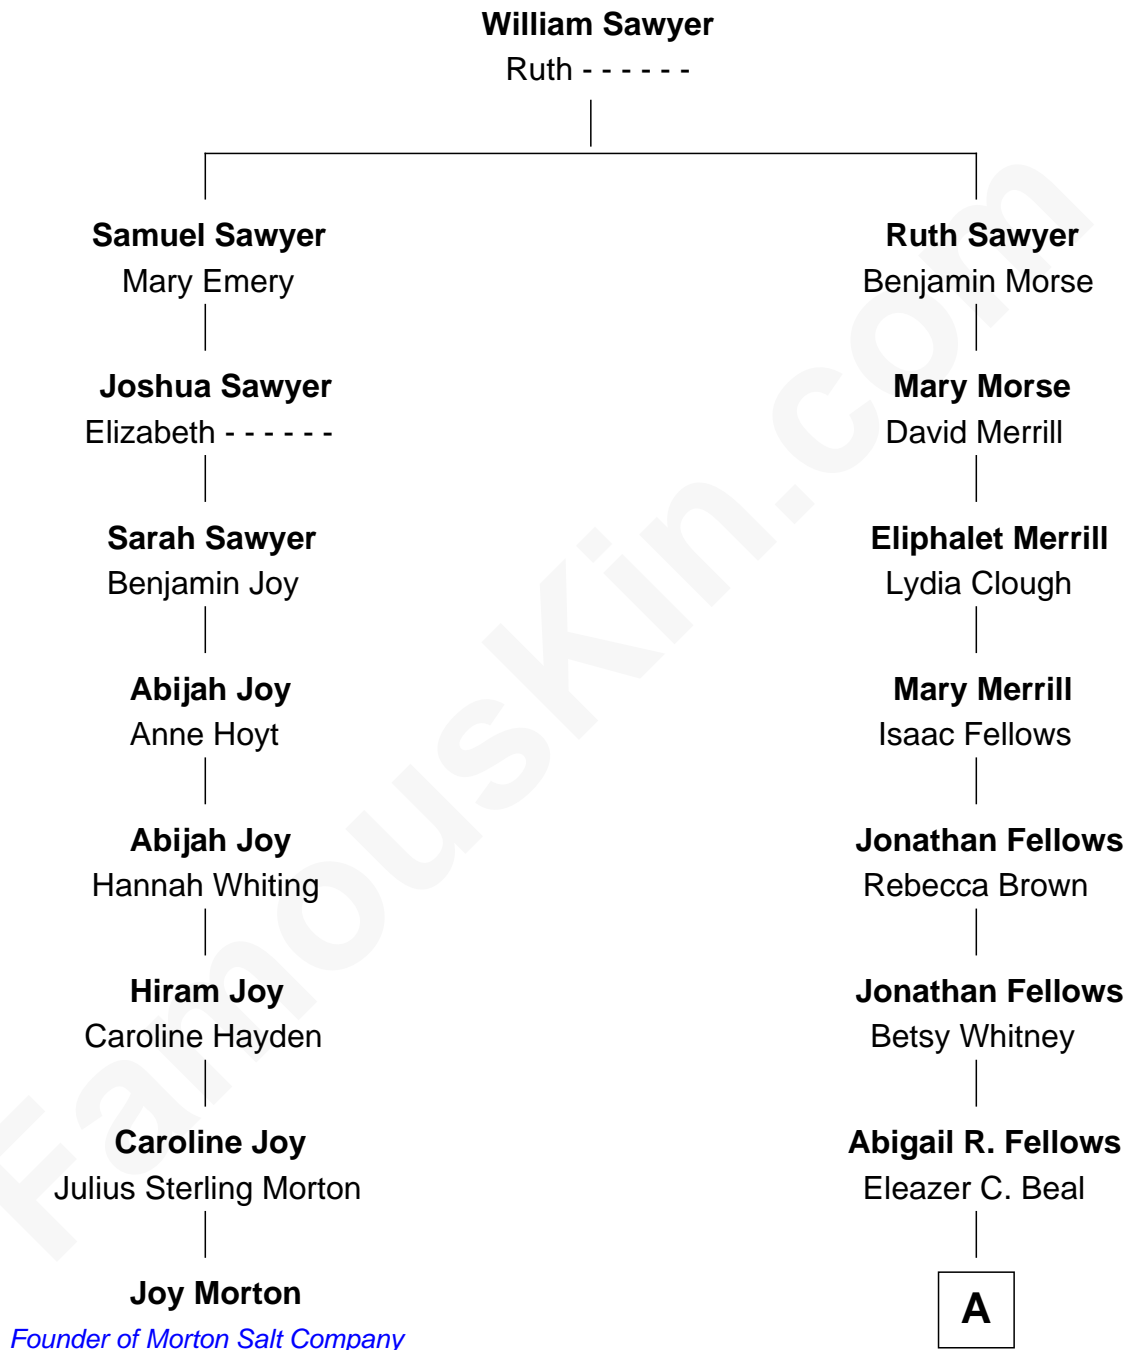 William Sawyer
Ruth - - - - - -
Samuel Sawyer
Mary Emery
Ruth Sawyer
Benjamin Morse
Joshua Sawyer
Elizabeth - - - - - -
Mary Morse
David Merrill
Sarah Sawyer
Benjamin Joy
Eliphalet Merrill
Lydia Clough
Abijah Joy
Anne Hoyt
Mary Merrill
Isaac Fellows
Abijah Joy
Hannah Whiting
Jonathan Fellows
Rebecca Brown
Hiram Joy
Caroline Hayden
Jonathan Fellows
Betsy Whitney
Caroline Joy
Julius Sterling Morton
Abigail R. Fellows
Eleazer C. Beal
Joy Morton
Founder of Morton Salt Company
A
FamousKin.com